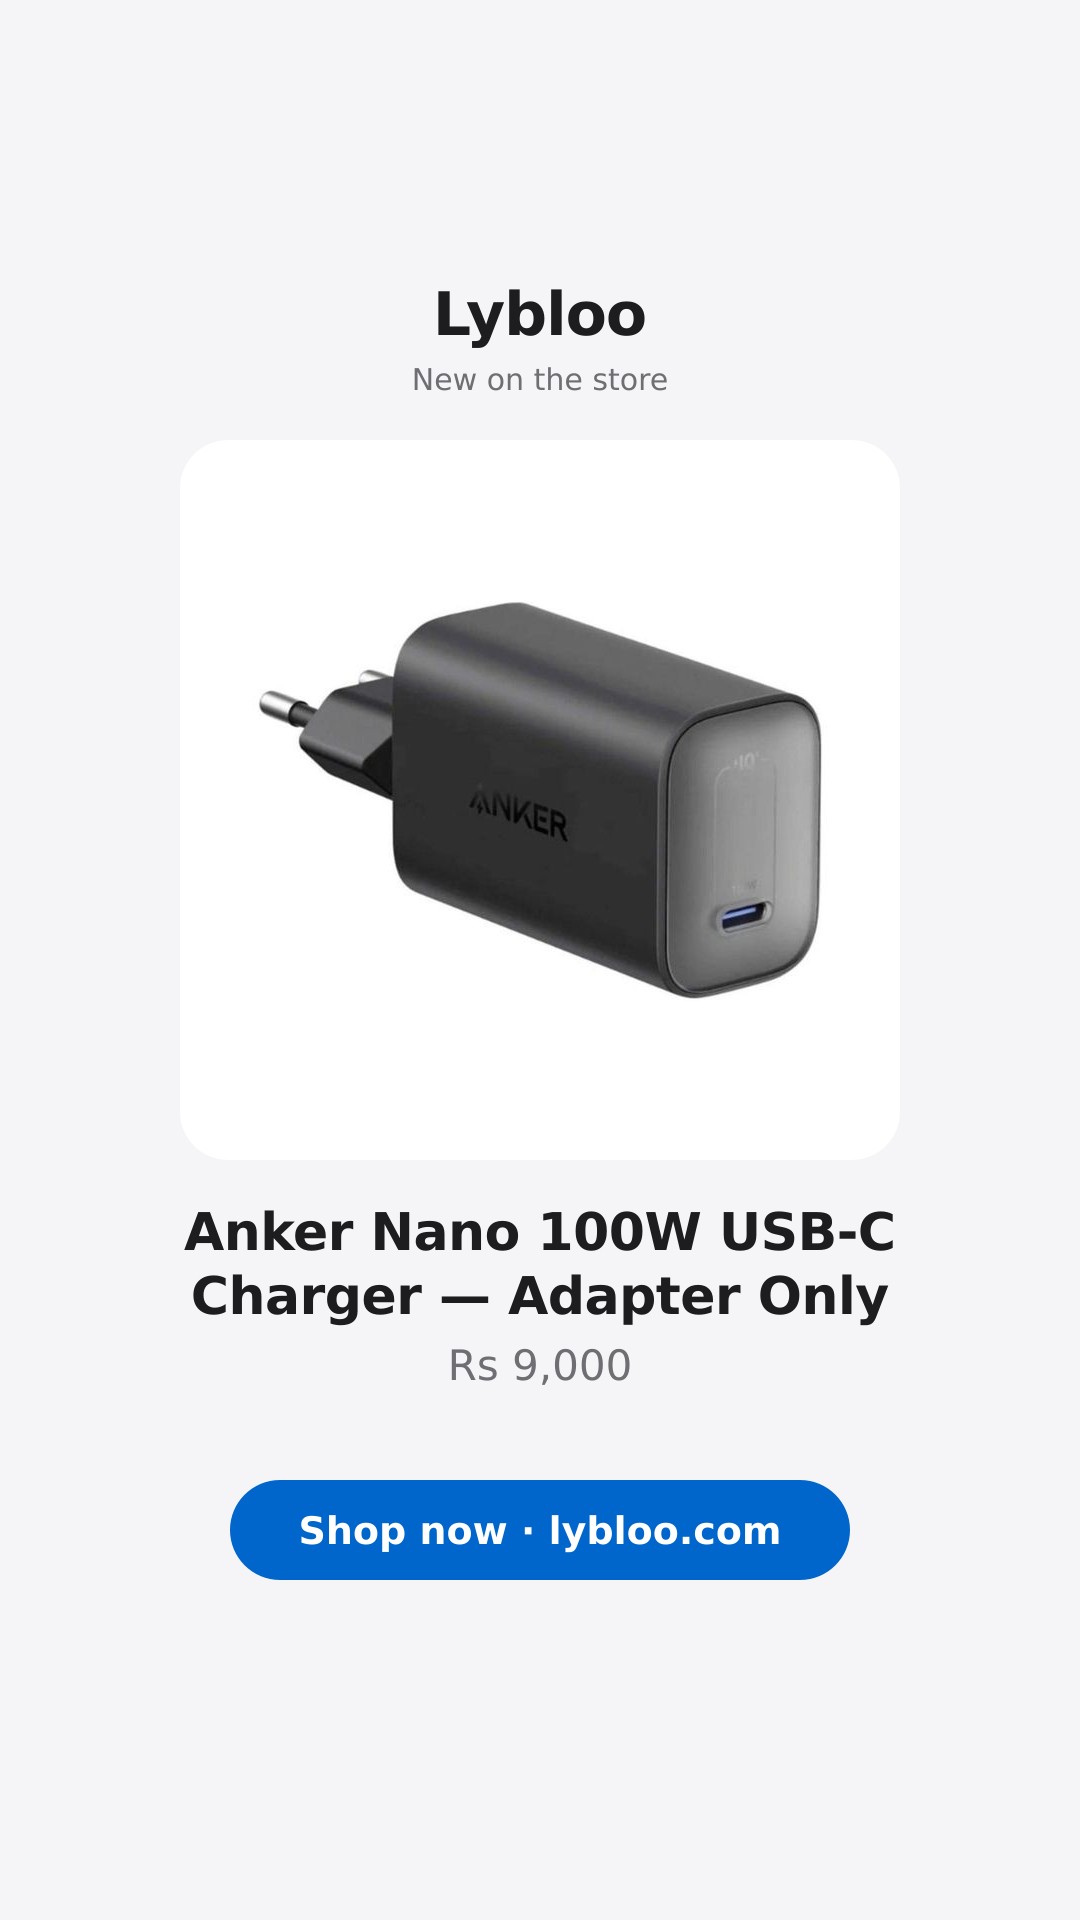 Lybloo
New on the store
ANKER
Anker Nano 100W USB-C
Charger — Adapter Only
Rs 9,000
Shop now · lybloo.com